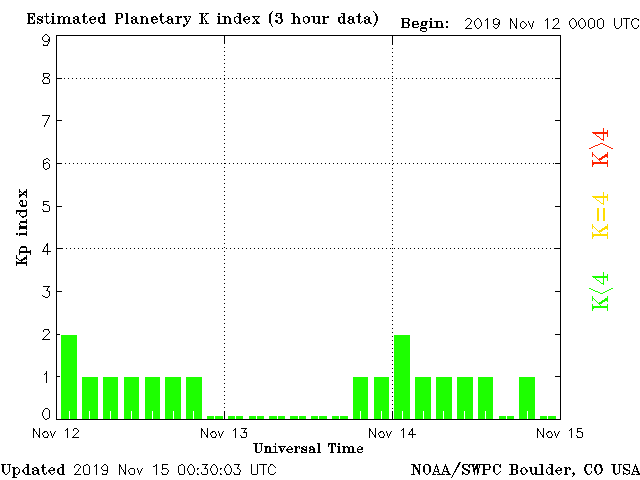 Estimated Planetary K index (3 hour data) Begin: 2019 Nov 12 0000 UTC
9
8
7
6
5
4
3
2
1
0
Kp index
K>4
K=4
K<4
Nov 12 Nov 13 Nov 14 Nov 15
Universal Time
Updated 2019 Nov 15 00:30:03 UTC NOAA/SWPC Boulder, CO USA